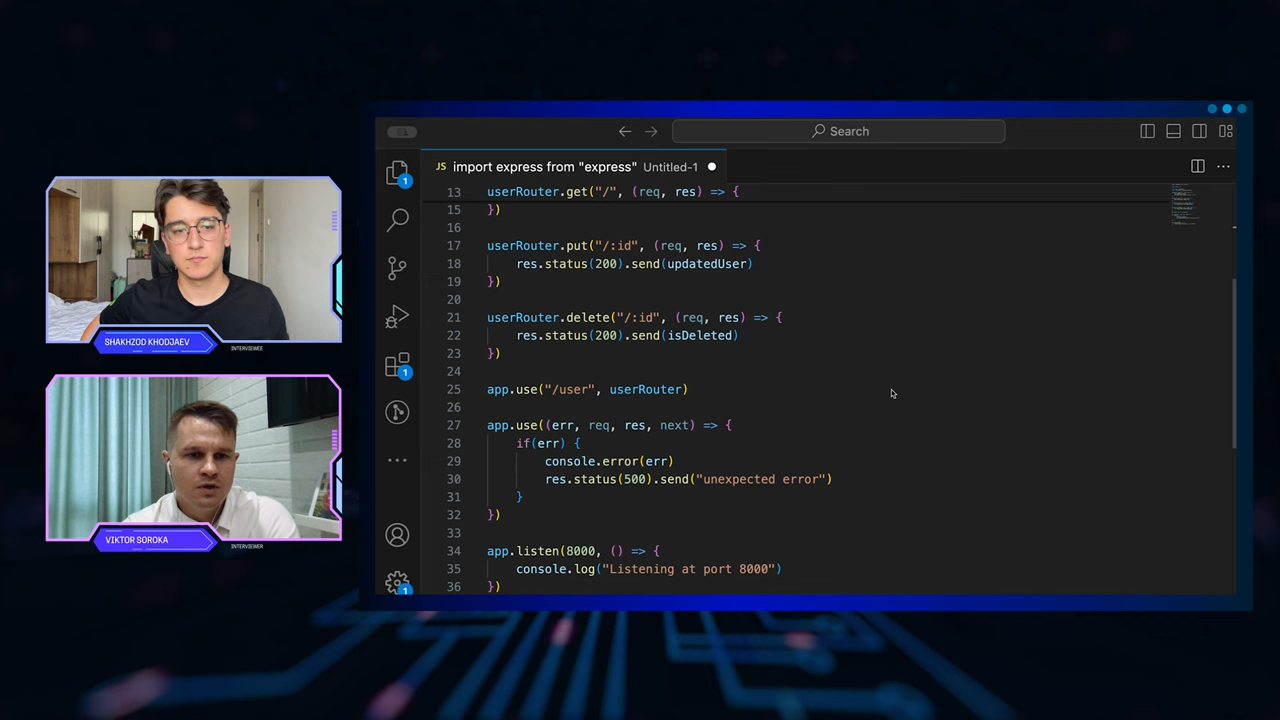 Search
JS import express from "express" Untitled-1
13 userRouter.get("/", (req, res) => {
15 })
16
17 userRouter.put("/:id", (req, res) => {
18 res.status(200).send(updatedUser)
19 })
20
21 userRouter.delete("/:id", (req, res) => {
22 res.status(200).send(isDeleted)
23 })
24
25 app.use("/user", userRouter)
26
27 app.use((err, req, res, next) => {
28 if(err) {
29 console.error(err)
30 res.status(500).send("unexpected error")
31 }
32 })
33
34 app.listen(8000, () => {
35 console.log("Listening at port 8000")
36 })
1
1
1
SHAKHZOD KHODJAEV
INTERVIEWEE
VIKTOR SOROKA
INTERVIEWER